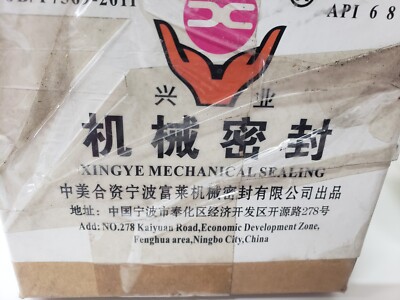 API 68
兴 业
机械密封
XINGYE MECHANICAL SEALING
中美合资宁波富莱机械密封有限公司出品
地址:中国宁波市奉化区经济开发区开源路278号
Add: NO.278 Kaiyuan Road,Economic Development Zone,
Fenghua area,Ningbo City,China